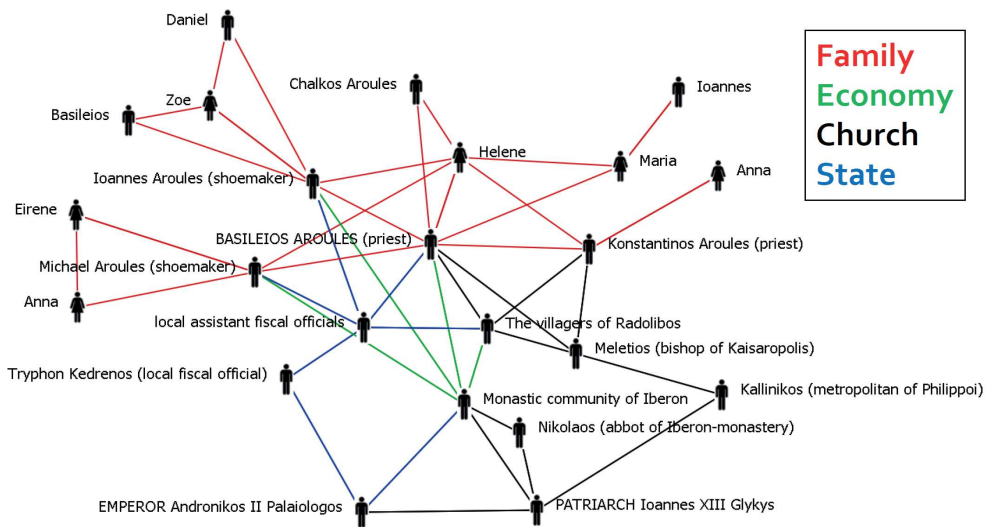 Daniel
Family
Economy
Church
State
Chalkos Aroules
Ioannes
Zoe
Basileios
Helene
Maria
Anna
Ioannes Aroules (shoemaker)
Eirene
BASILEIOS AROULES (priest)
Konstantinos Aroules (priest)
Michael Aroules (shoemaker)
Anna
local assistant fiscal officials
The villagers of Radolibos
Meletios (bishop of Kaisaropolis)
Tryphon Kedrenos (local fiscal official)
Kallinikos (metropolitan of Philippoi)
Monastic community of Iberon
Nikolaos (abbot of Iberon-monastery)
EMPEROR Andronikos II Palaiologos
PATRIARCH Ioannes XIII Glykys